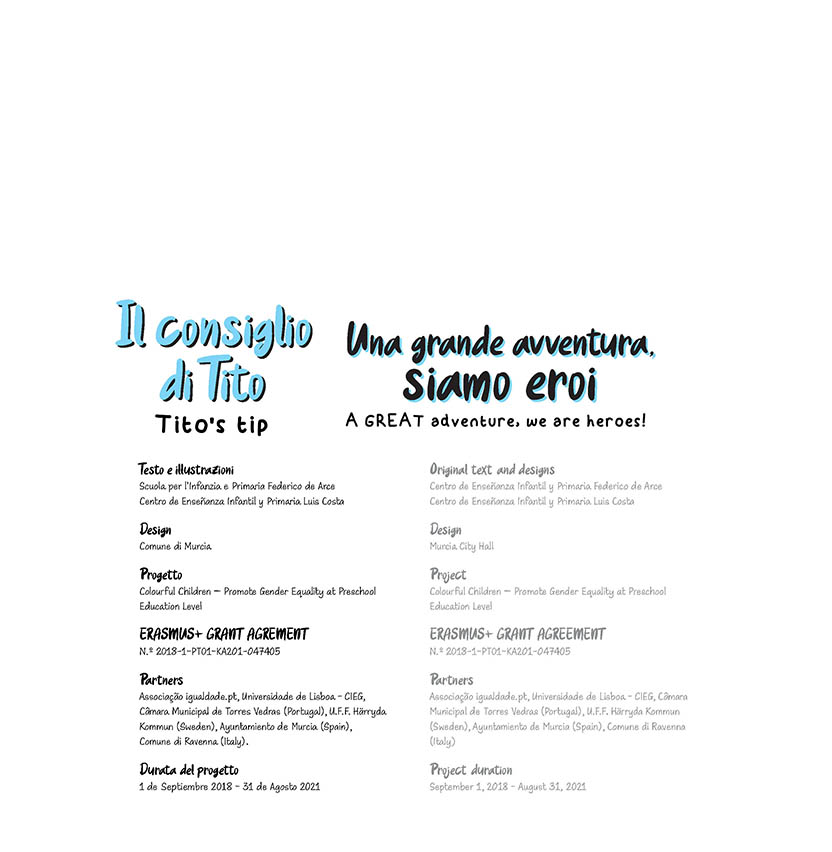 Il consiglio
di Tito
Tito's tip
Una grande avventura,
siamo eroi
A GREAT adventure, we are heroes!
Testo e illustrazioni
Scuola per l'Infanzia e Primaria Federico de Arce
Centro de Enseñanza Infantil y Primaria Luis Costa
Design
Comune di Murcia
Progetto
Colourful Children – Promote Gender Equality at Preschool
Education Level
ERASMUS+ GRANT AGREMENT
N.º 2018-1-PT01-KA201-047405
Partners
Associação igualdade.pt, Universidade de Lisboa - CIEG,
Câmara Municipal de Torres Vedras (Portugal), U.F.F. Härryda
Kommun (Sweden), Ayuntamiento de Murcia (Spain),
Comune di Ravenna (Italy).
Durata del progetto
1 de Septiembre 2018 - 31 de Agosto 2021
Original text and designs
Centro de Enseñanza Infantil y Primaria Federico de Arce
Centro de Enseñanza Infantil y Primaria Luis Costa
Design
Murcia City Hall
Project
Colourful Children – Promote Gender Equality at Preschool
Education Level
ERASMUS+ GRANT AGREEMENT
N.º 2018-1-PT01-KA201-047405
Partners
Associação igualdade.pt, Universidade de Lisboa - CIEG, Câmara
Municipal de Torres Vedras (Portugal), U.F.F. Härryda Kommun
(Sweden), Ayuntamiento de Murcia (Spain), Comune di Ravenna
(Italy)
Project duration
September 1, 2018 - August 31, 2021